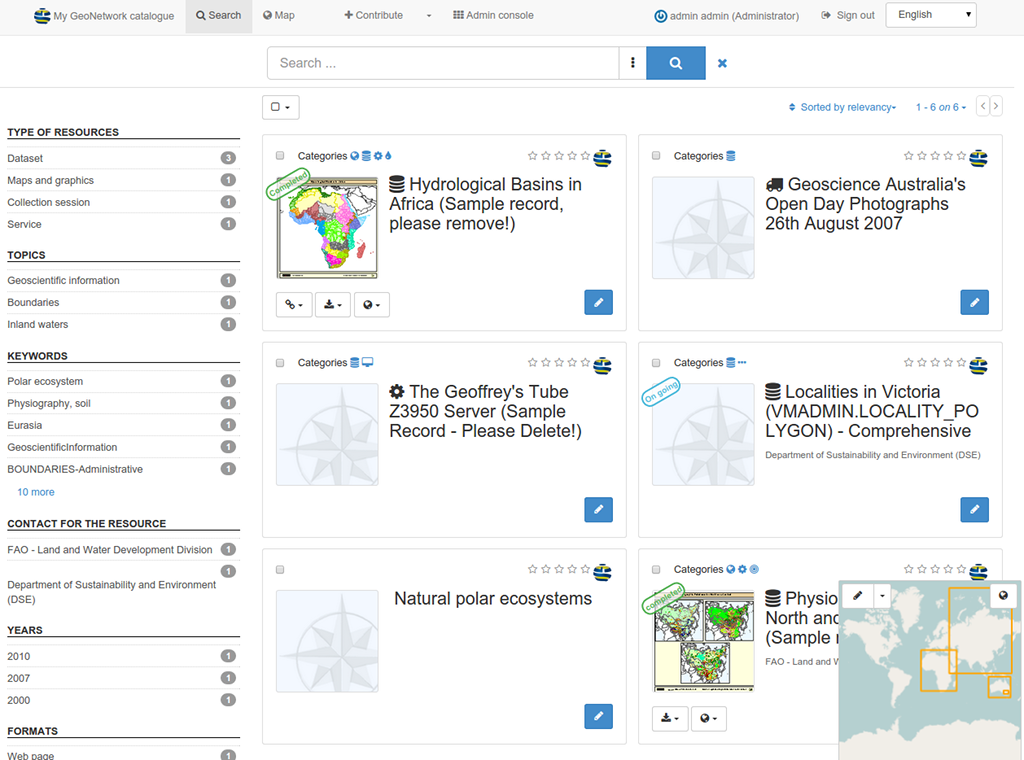 My GeoNetwork catalogue
Search
Map
Contribute
Admin console
admin admin (Administrator)
Sign out
English
Search ...
Sorted by relevancy
1 - 6 on 6
TYPE OF RESOURCES
Dataset 3
Maps and graphics 1
Collection session 1
Service 1
TOPICS
Geoscientific information 1
Boundaries 1
Inland waters 1
KEYWORDS
Polar ecosystem 1
Physiography, soil 1
Eurasia 1
GeoscientificInformation 1
BOUNDARIES-Administrative 1
10 more
CONTACT FOR THE RESOURCE
FAO - Land and Water Development Division 1
1
Department of Sustainability and Environment
(DSE)
YEARS
2010 1
2007 1
2000 1
FORMATS
Web page 1
Categories
Completed
Hydrological Basins in
Africa (Sample record,
please remove!)
Categories
Geoscience Australia's
Open Day Photographs
26th August 2007
Categories
The Geoffrey's Tube
Z3950 Server (Sample
Record - Please Delete!)
Categories
On going
Localities in Victoria
(VMADMIN.LOCALITY_PO
LYGON) - Comprehensive
Department of Sustainability and Environment (DSE)
Natural polar ecosystems
Categories
completed
Physio
North and
(Sample
FAO - Land and W